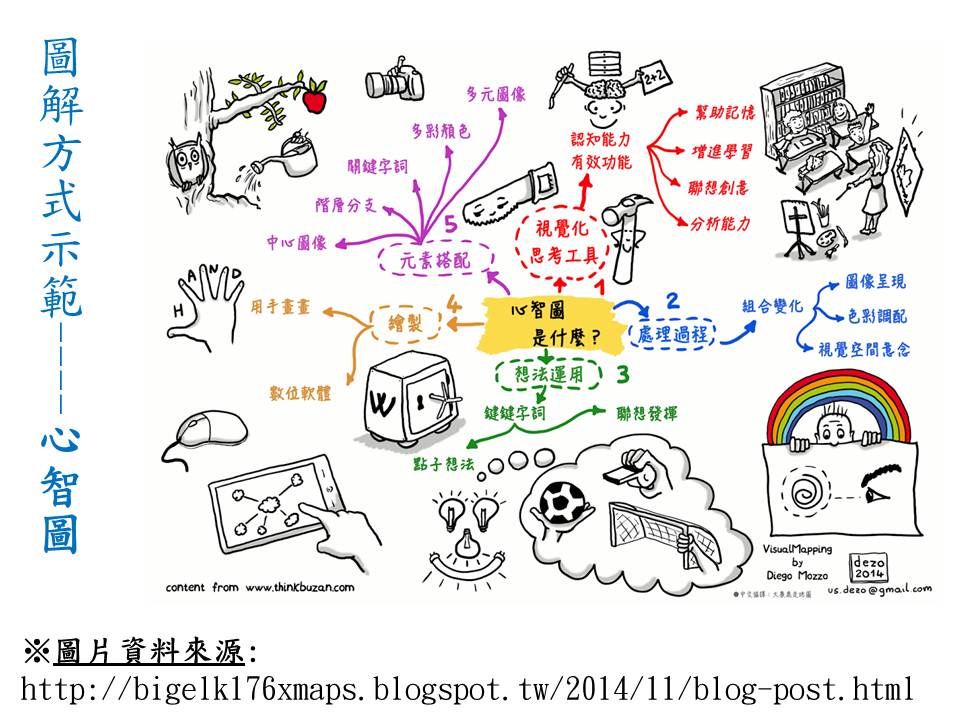 圖解方式示範----心智圖
心智圖
是什麼？
1
視覺化
思考工具
認知能力
有效功能
2+2
幫助記憶
增進學習
聯想創意
分析能力
2
處理過程
組合變化
圖像呈現
色彩調配
視覺空間意念
3
想法運用
鍵鍵字詞
聯想發揮
點子想法
4
繪製
用手畫畫
數位軟體
HAND
W
5
元素搭配
中心圖像
階層分支
關鍵字詞
多彩顏色
多元圖像
content from www.thinkbuzan.com
VisualMapping
by
Diego Mozzo
dezo
2014
us.dezo@gmail.com
※圖片資料來源:
http://bigelk176xmaps.blogspot.tw/2014/11/blog-post.html